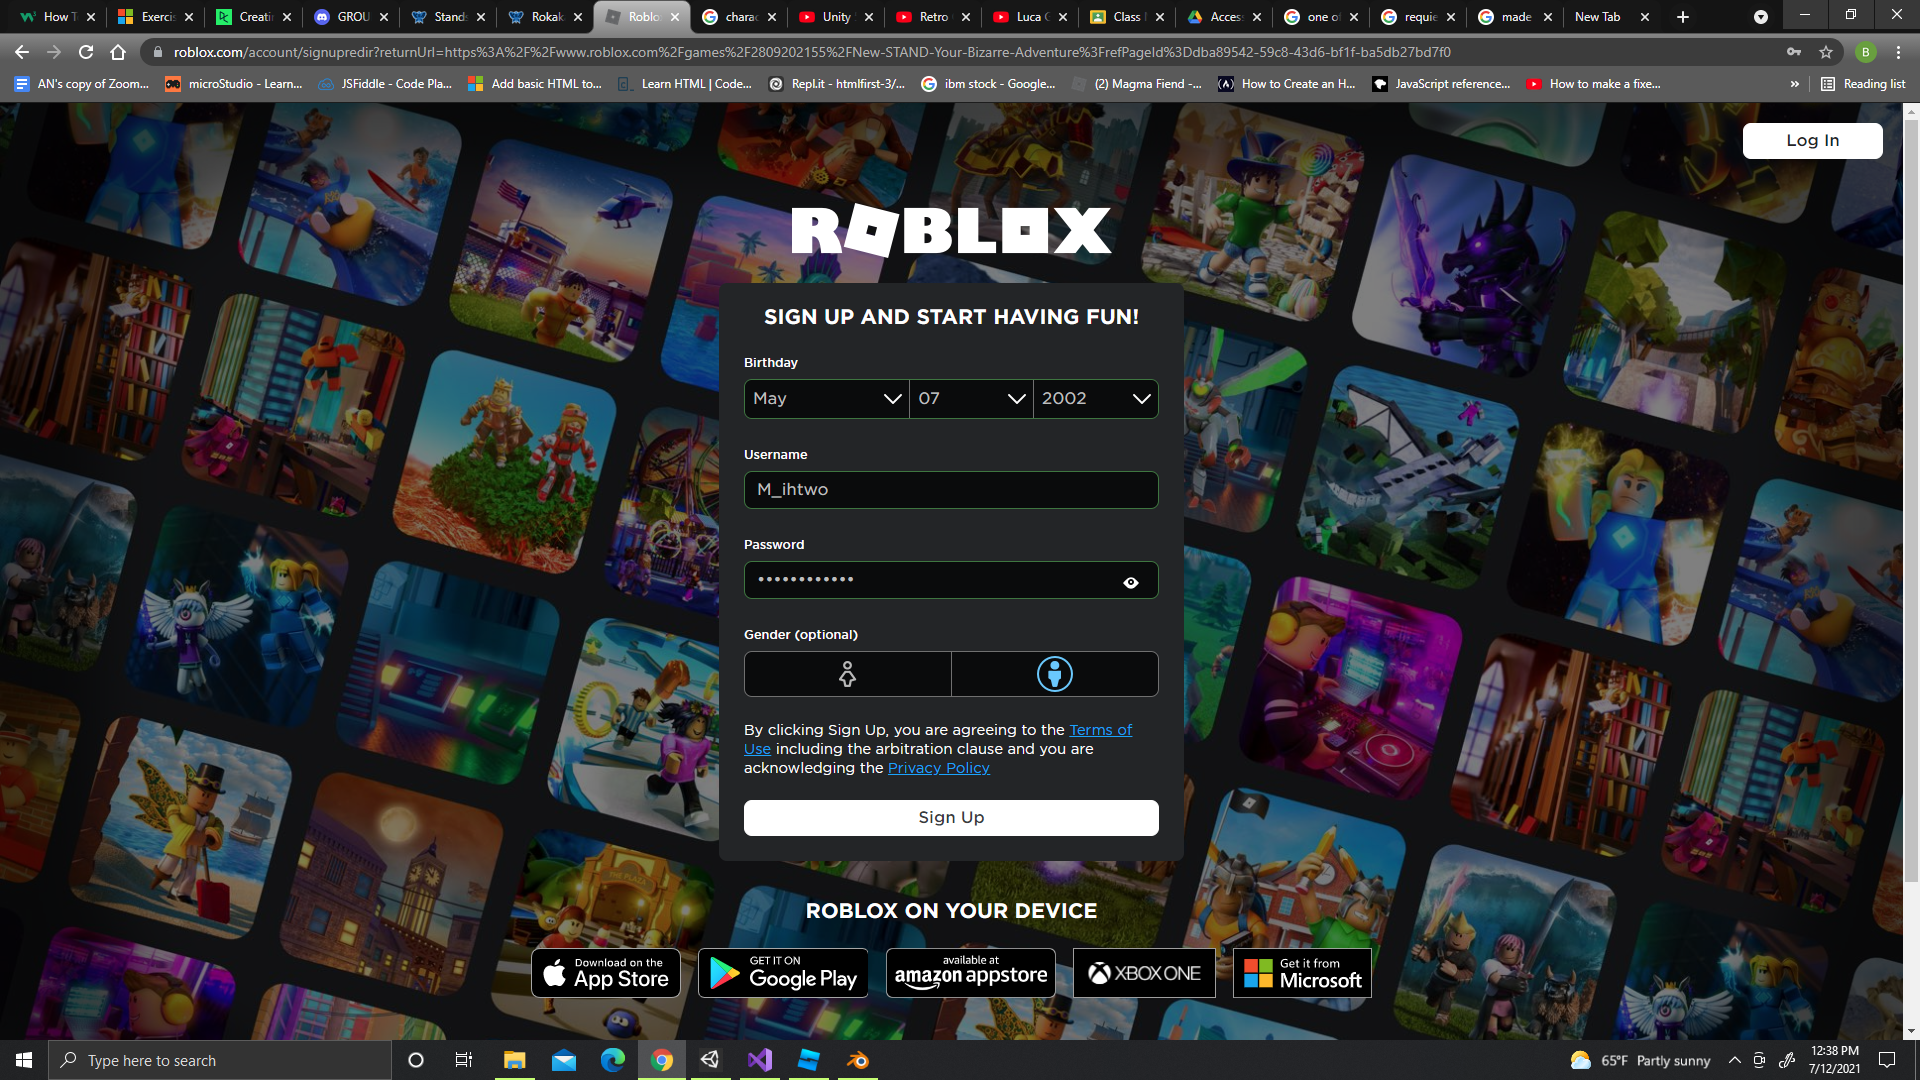 How T
Exercis
Creatin
GROU
Stands
Rokaka
Roblox
charac
Unity
Retro
Luca
Class
Access
one of
requie
made
New Tab
roblox.com/account/signupredir?returnUrl=https%3A%2F%2Fwww.roblox.com%2Fgames%2F2809202155%2FNew-STAND-Your-Bizarre-Adventure%3FrefPageId%3Ddba89542-59c8-43d6-bf1f-ba5db27bd7f0
B
AN's copy of Zoom...
microStudio - Learn...
JSFiddle - Code Pla...
Add basic HTML to...
Learn HTML | Code...
Repl.it - htmlfirst-3/...
ibm stock - Google...
(2) Magma Fiend -...
How to Create an H...
JavaScript reference...
How to make a fixe...
»
Reading list
Log In
ROBLOX
SIGN UP AND START HAVING FUN!
Birthday
May 07 2002
Username
M_ihtwo
Password
••••••••••••
Gender (optional)
By clicking Sign Up, you are agreeing to the Terms of
Use including the arbitration clause and you are
acknowledging the Privacy Policy
Sign Up
ROBLOX ON YOUR DEVICE
Download on the
App Store
GET IT ON
Google Play
available at
amazon appstore
XBOX ONE
Get it from
Microsoft
Type here to search
65°F Partly sunny
12:38 PM
7/12/2021